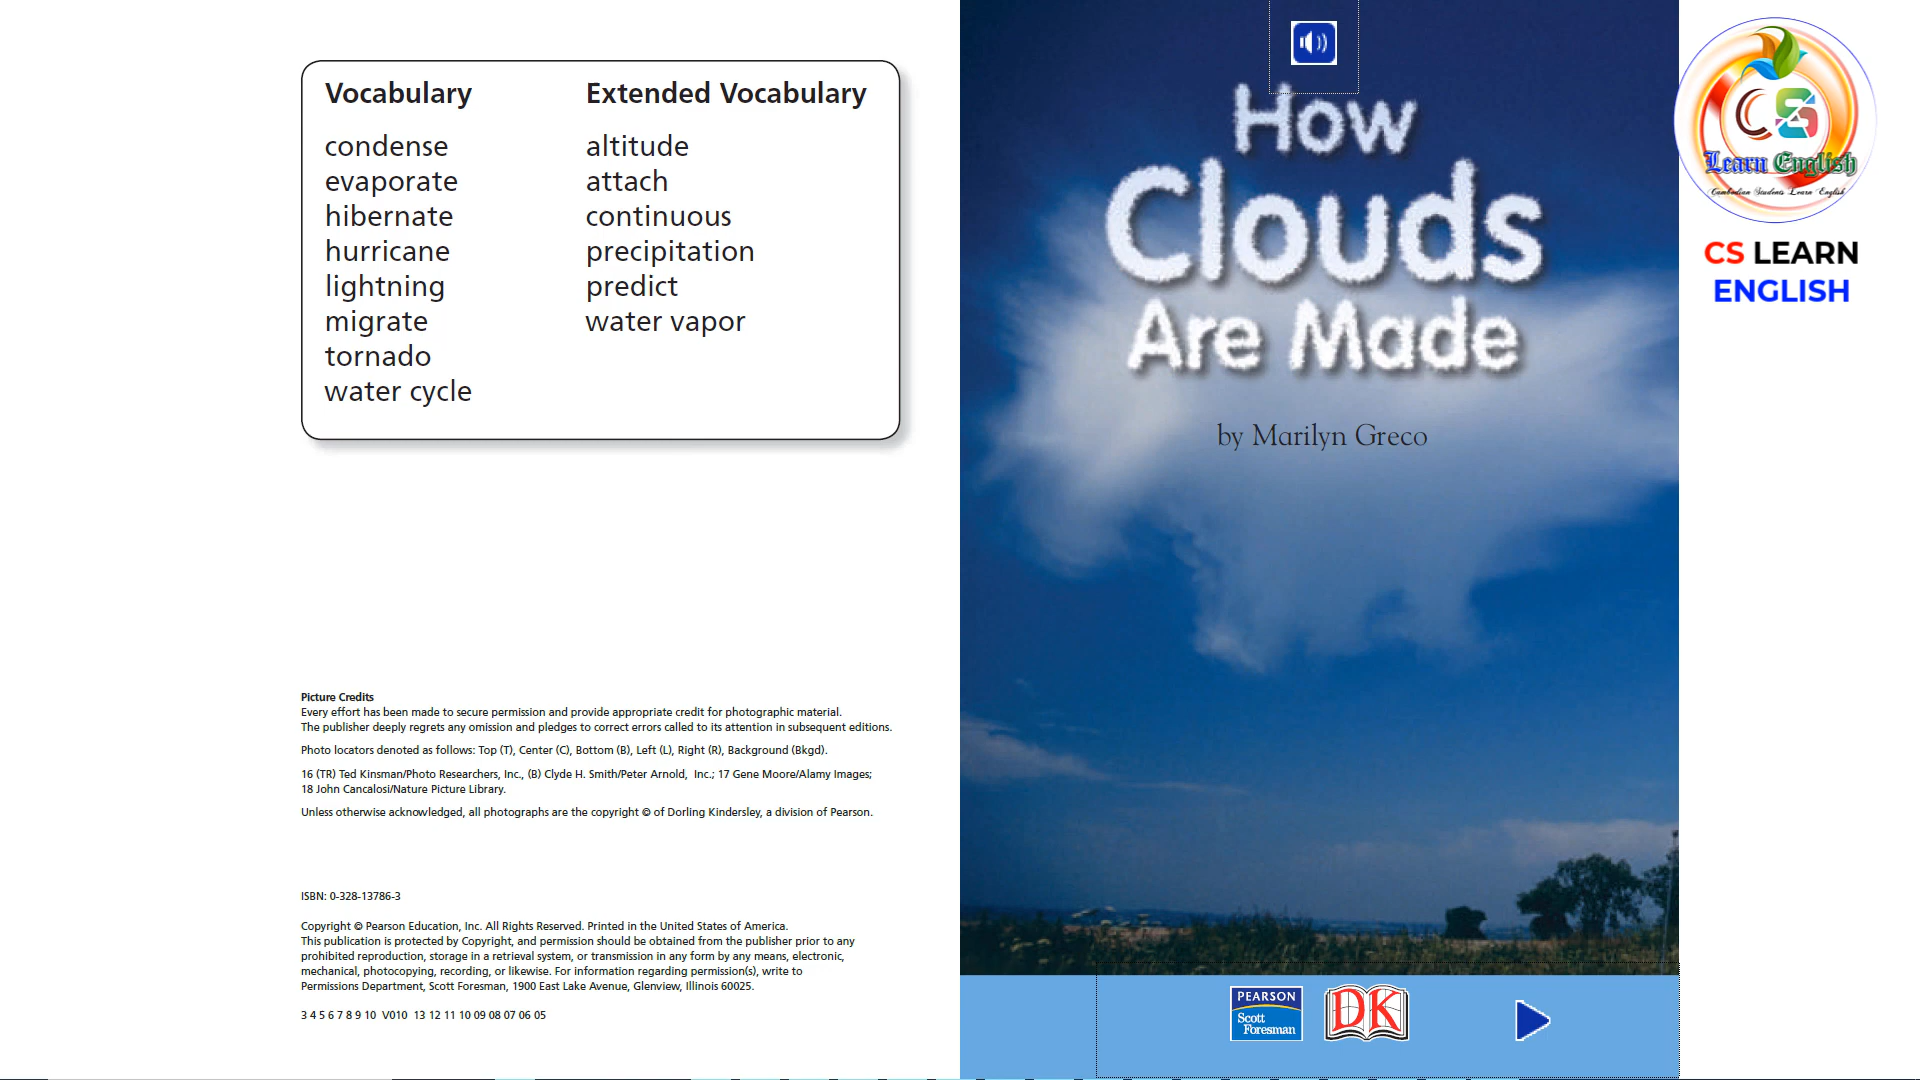 Vocabulary
condense
evaporate
hibernate
hurricane
lightning
migrate
tornado
water cycle
Extended Vocabulary
altitude
attach
continuous
precipitation
predict
water vapor
Picture Credits
Every effort has been made to secure permission and provide appropriate credit for photographic material.
The publisher deeply regrets any omission and pledges to correct errors called to its attention in subsequent editions.
Photo locators denoted as follows: Top (T), Center (C), Bottom (B), Left (L), Right (R), Background (Bkgd).
16 (TR) Ted Kinsman/Photo Researchers, Inc., (B) Clyde H. Smith/Peter Arnold, Inc.; 17 Gene Moore/Alamy Images;
18 John Cancalosi/Nature Picture Library.
Unless otherwise acknowledged, all photographs are the copyright © of Dorling Kindersley, a division of Pearson.
ISBN: 0-328-13786-3
Copyright © Pearson Education, Inc. All Rights Reserved. Printed in the United States of America.
This publication is protected by Copyright, and permission should be obtained from the publisher prior to any
prohibited reproduction, storage in a retrieval system, or transmission in any form by any means, electronic,
mechanical, photocopying, recording, or likewise. For information regarding permission(s), write to
Permissions Department, Scott Foresman, 1900 East Lake Avenue, Glenview, Illinois 60025.
3 4 5 6 7 8 9 10 V010 13 12 11 10 09 08 07 06 05
How
Clouds
Are Made
by Marilyn Greco
PEARSON
Scott
Foresman
DK
CS
Learn English
Cambodian Students Learn English
CS LEARN
ENGLISH